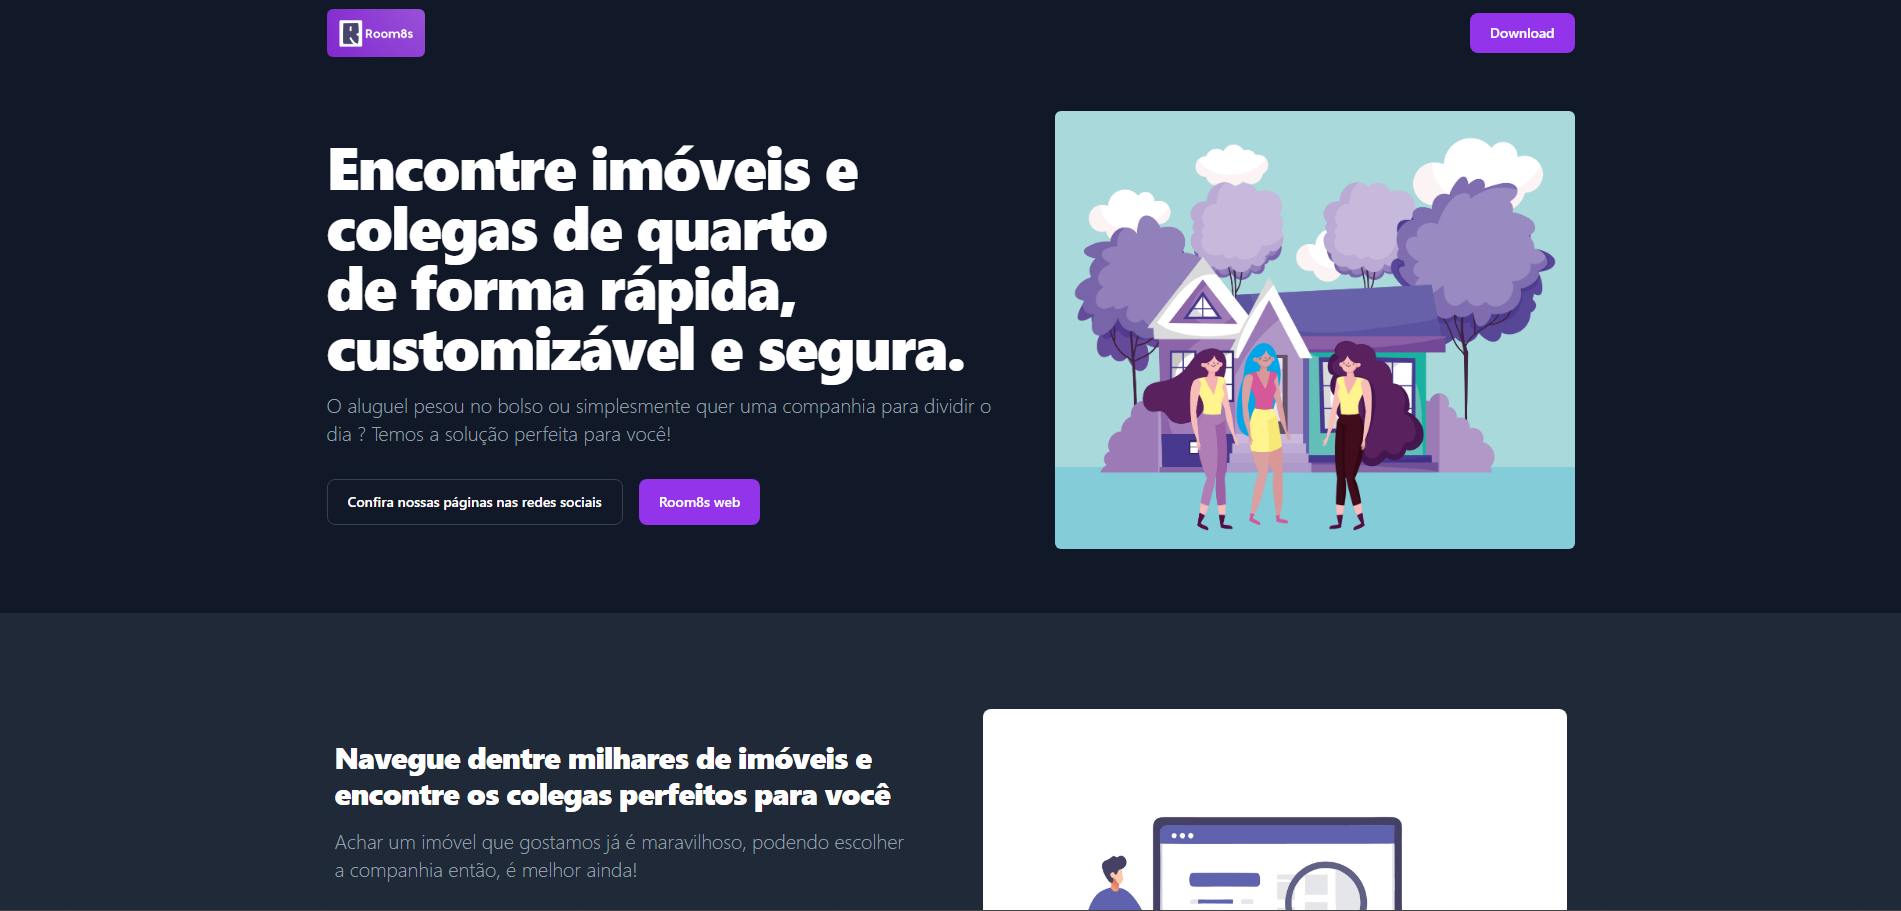 Room8s
Download
Encontre imóveis e
colegas de quarto
de forma rápida,
customizável e segura.
O aluguel pesou no bolso ou simplesmente quer uma companhia para dividir o
dia ? Temos a solução perfeita para você!
Confira nossas páginas nas redes sociais
Room8s web
Navegue dentre milhares de imóveis e
encontre os colegas perfeitos para você
Achar um imóvel que gostamos já é maravilhoso, podendo escolher
a companhia então, é melhor ainda!